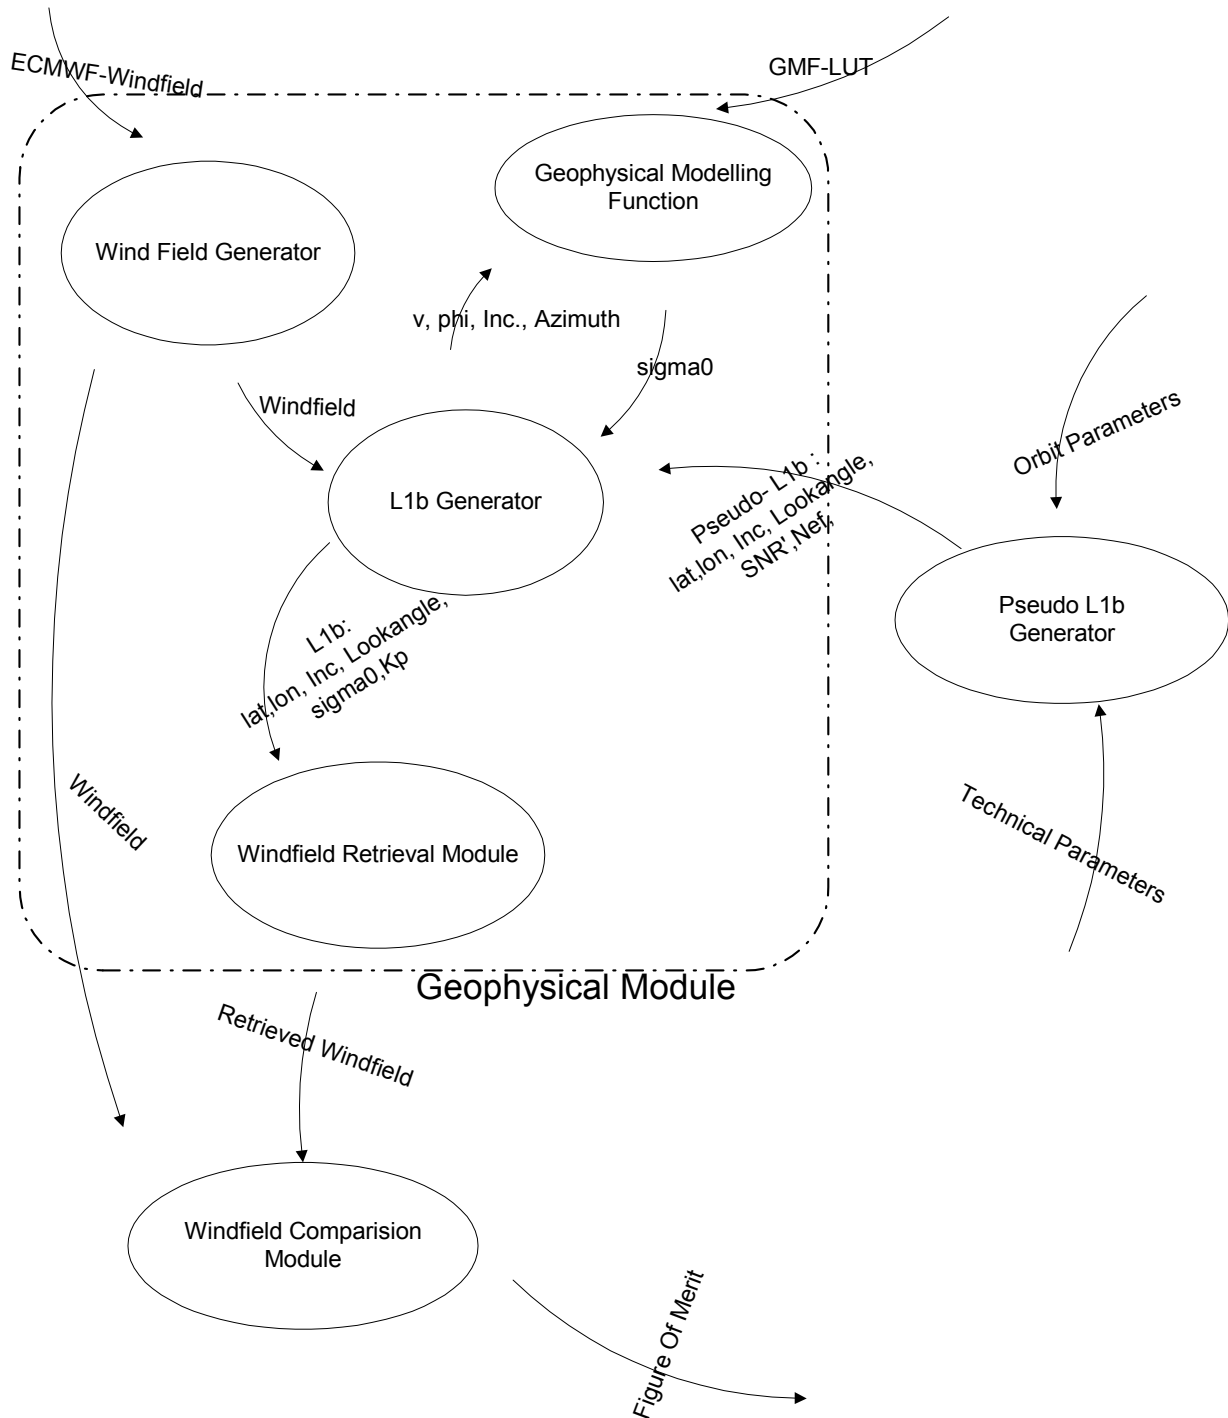 ECMWF-Windfield
GMF-LUT
Geophysical Modelling
Function
Wind Field Generator
v, phi, Inc., Azimuth
sigma0
Windfield
Orbit Parameters
L1b Generator
Pseudo- L1b :
lat,lon, Inc, Lookangle,
SNR',Nef,
Pseudo L1b
Generator
L1b:
lat,lon, Inc, Lookangle,
sigma0,Kp
Windfield
Technical Parameters
Windfield Retrieval Module
Geophysical Module
Retrieved Windfield
Windfield Comparision
Module
Figure Of Merit